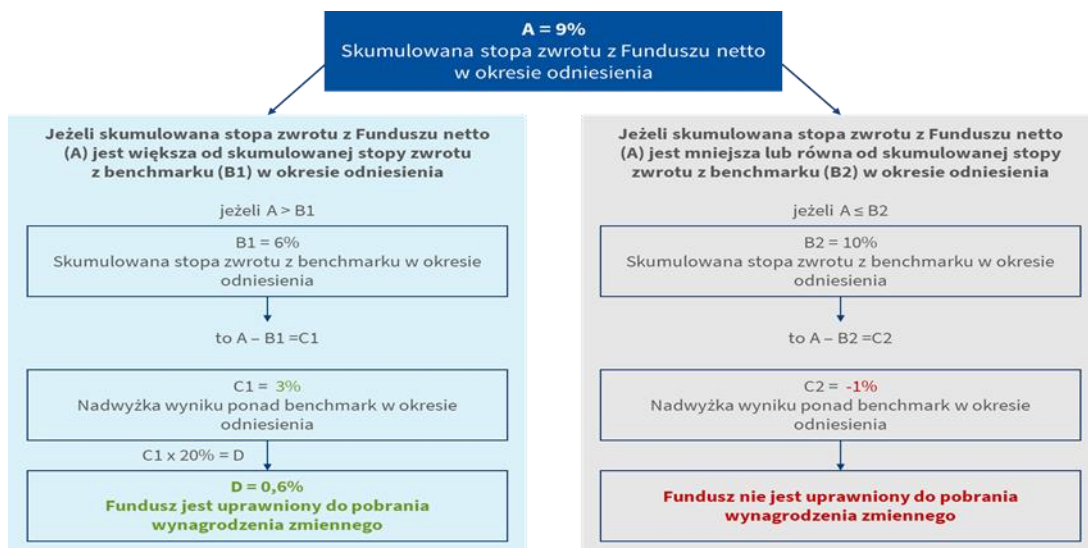 A = 9%
Skumulowana stopa zwrotu z Funduszu netto
w okresie odniesienia
Jeżeli skumulowana stopa zwrotu z Funduszu netto
(A) jest większa od skumulowanej stopy zwrotu
z benchmarku (B1) w okresie odniesienia
jeżeli A > B1
B1 = 6%
Skumulowana stopa zwrotu z benchmarku w okresie
odniesienia
to A – B1 =C1
C1 = 3%
Nadwyżka wyniku ponad benchmark w okresie
odniesienia
C1 x 20% = D
D = 0,6%
Fundusz jest uprawniony do pobrania
wynagrodzenia zmiennego
Jeżeli skumulowana stopa zwrotu z Funduszu netto
(A) jest mniejsza lub równa od skumulowanej stopy
zwrotu z benchmarku (B2) w okresie odniesienia
jeżeli A ≤ B2
B2 = 10%
Skumulowana stopa zwrotu z benchmarku w okresie
odniesienia
to A – B2 =C2
C2 = -1%
Nadwyżka wyniku ponad benchmark w okresie
odniesienia
Fundusz nie jest uprawniony do pobrania
wynagrodzenia zmiennego